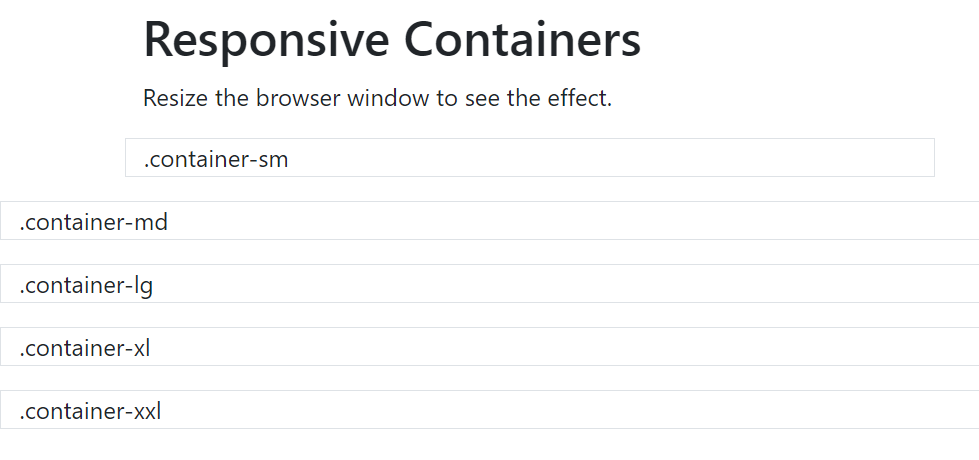 Responsive Containers
Resize the browser window to see the effect.
.container-sm
.container-md
.container-lg
.container-xl
.container-xxl